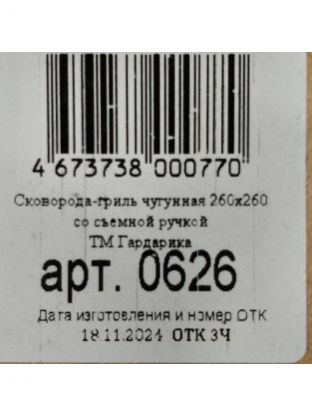 4 673738 000770
Сковорода-гриль чугунная 260х260
со съемной ручкой
ТМ Гардарика
арт. 0626
Дата изготовления и номер ОТК
18.11.2024 ОТК 3Ч